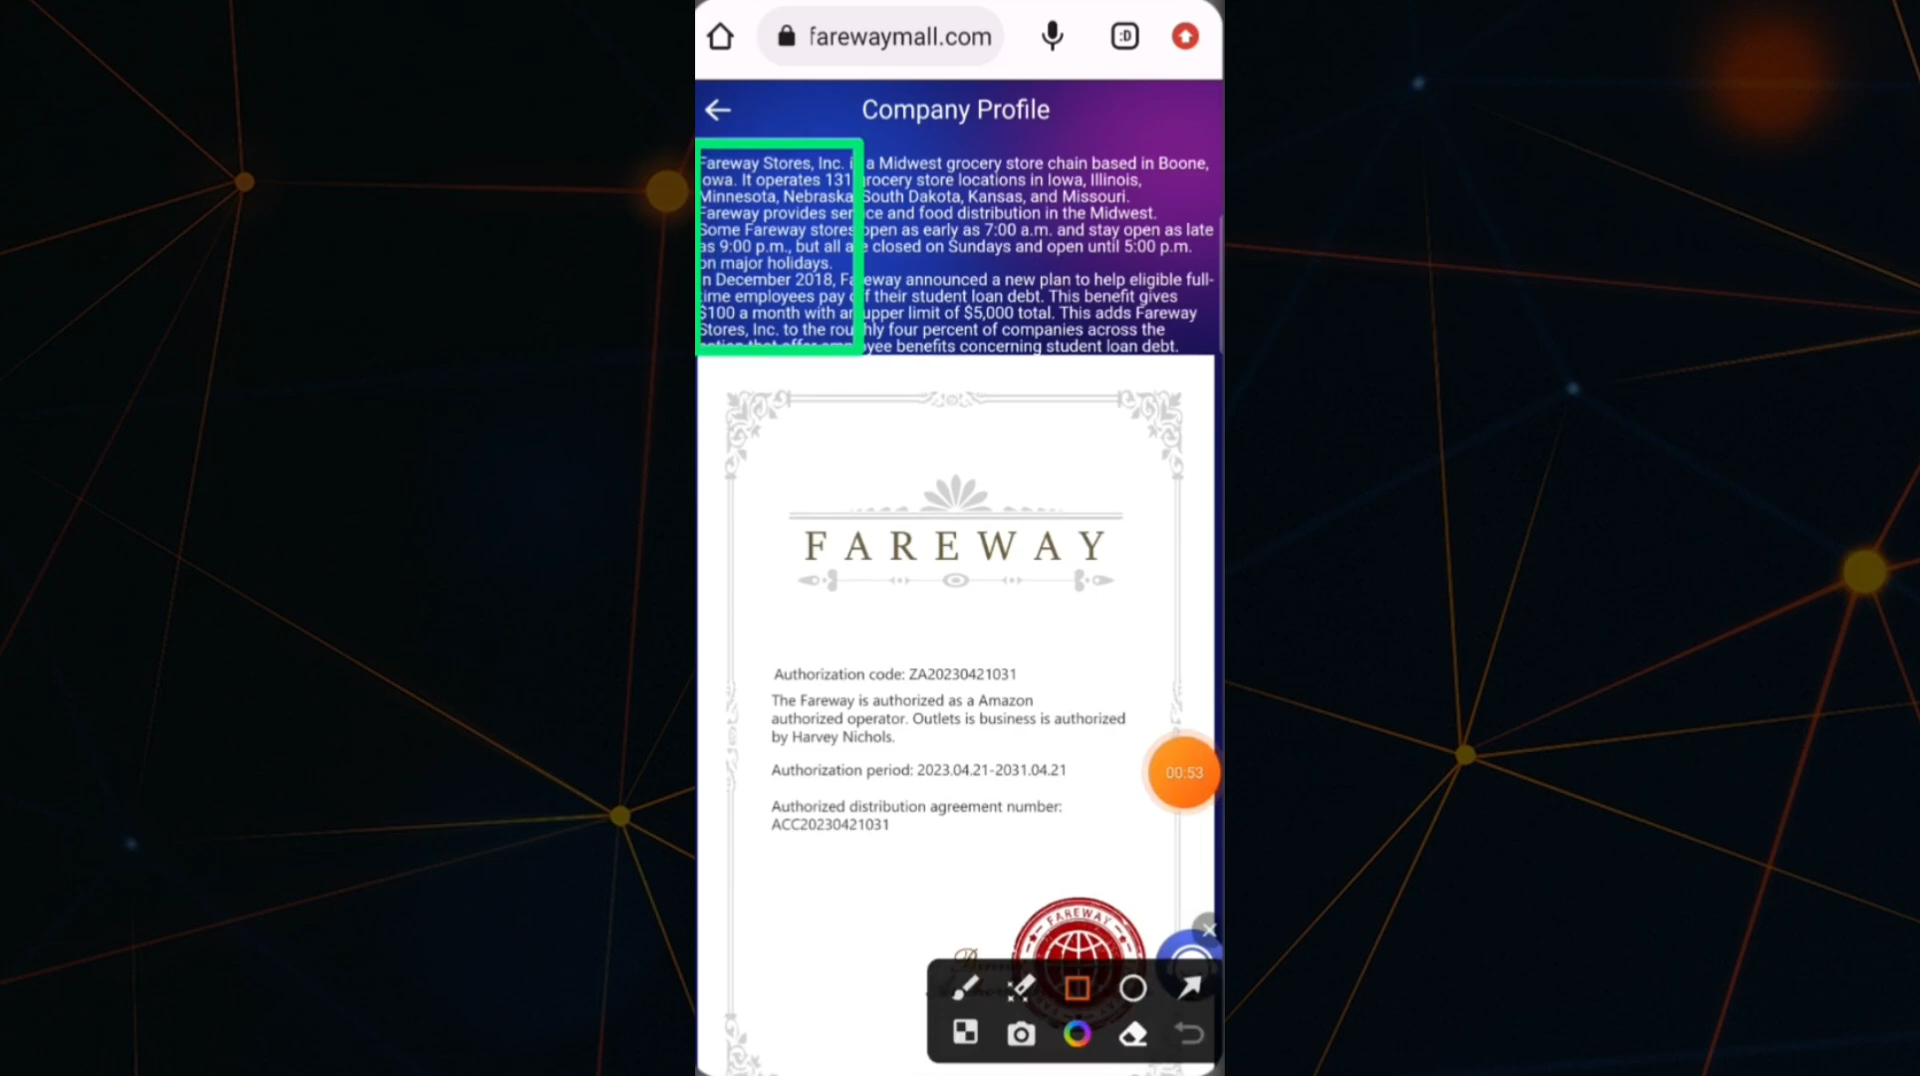 farewaymall.com
:D
Company Profile
Fareway Stores, Inc. is a Midwest grocery store chain based in Boone,
Iowa. It operates 131 grocery store locations in Iowa, Illinois,
Minnesota, Nebraska, South Dakota, Kansas, and Missouri.
Fareway provides service and food distribution in the Midwest.
Some Fareway stores open as early as 7:00 a.m. and stay open as late
as 9:00 p.m., but all are closed on Sundays and open until 5:00 p.m.
on major holidays.
In December 2018, Fareway announced a new plan to help eligible full-
time employees pay off their student loan debt. This benefit gives
$100 a month with an upper limit of $5,000 total. This adds Fareway
Stores, Inc. to the roughly four percent of companies across the
nation that offer employee benefits concerning student loan debt.
FAREWAY
Authorization code: ZA20230421031
The Fareway is authorized as a Amazon
authorized operator. Outlets is business is authorized
by Harvey Nichols.
Authorization period: 2023.04.21-2031.04.21
00:53
Authorized distribution agreement number:
ACC20230421031
FAREWAY